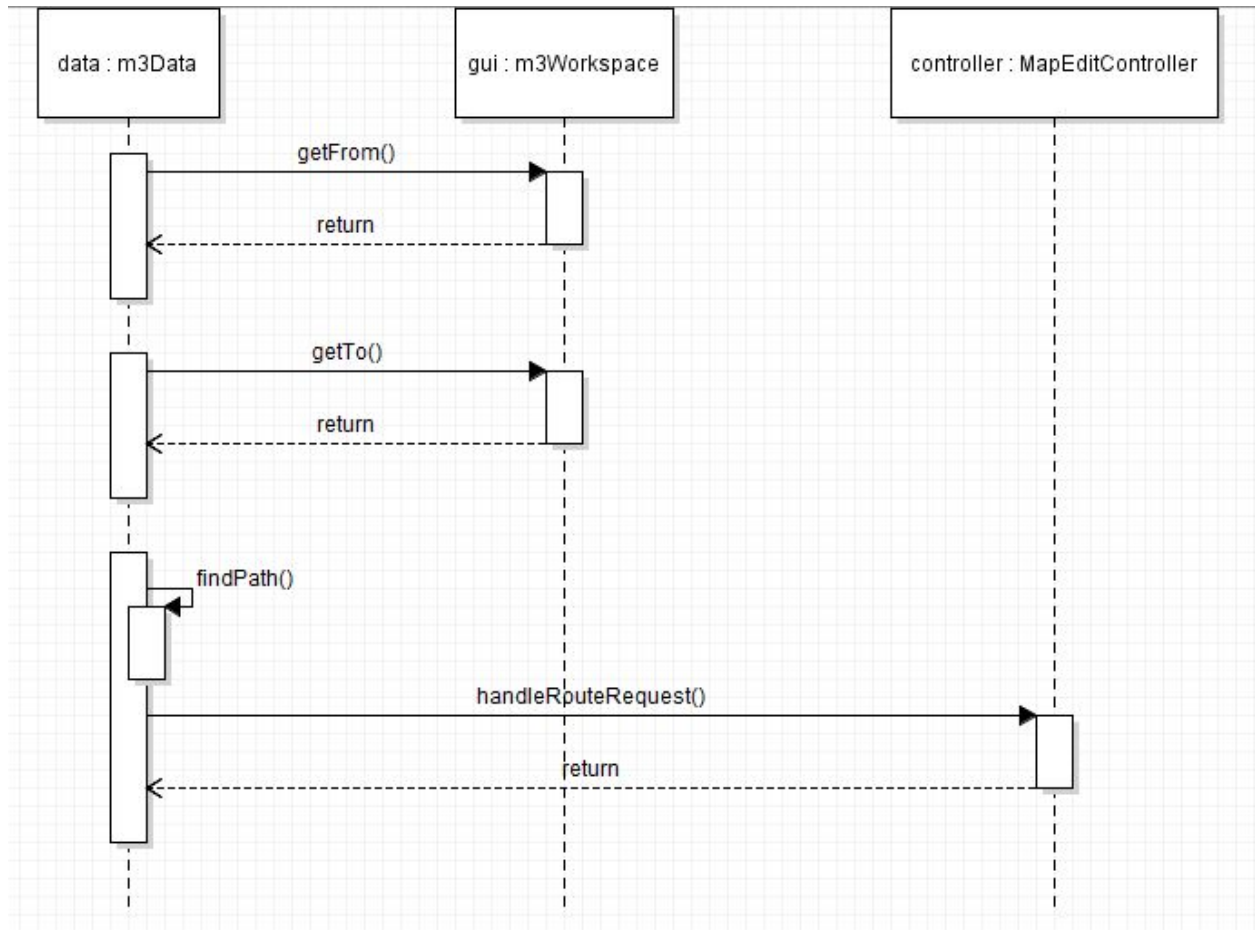 data : m3Data
gui : m3Workspace
controller : MapEditController
getFrom()
return
getTo()
return
findPath()
handleRouteRequest()
return